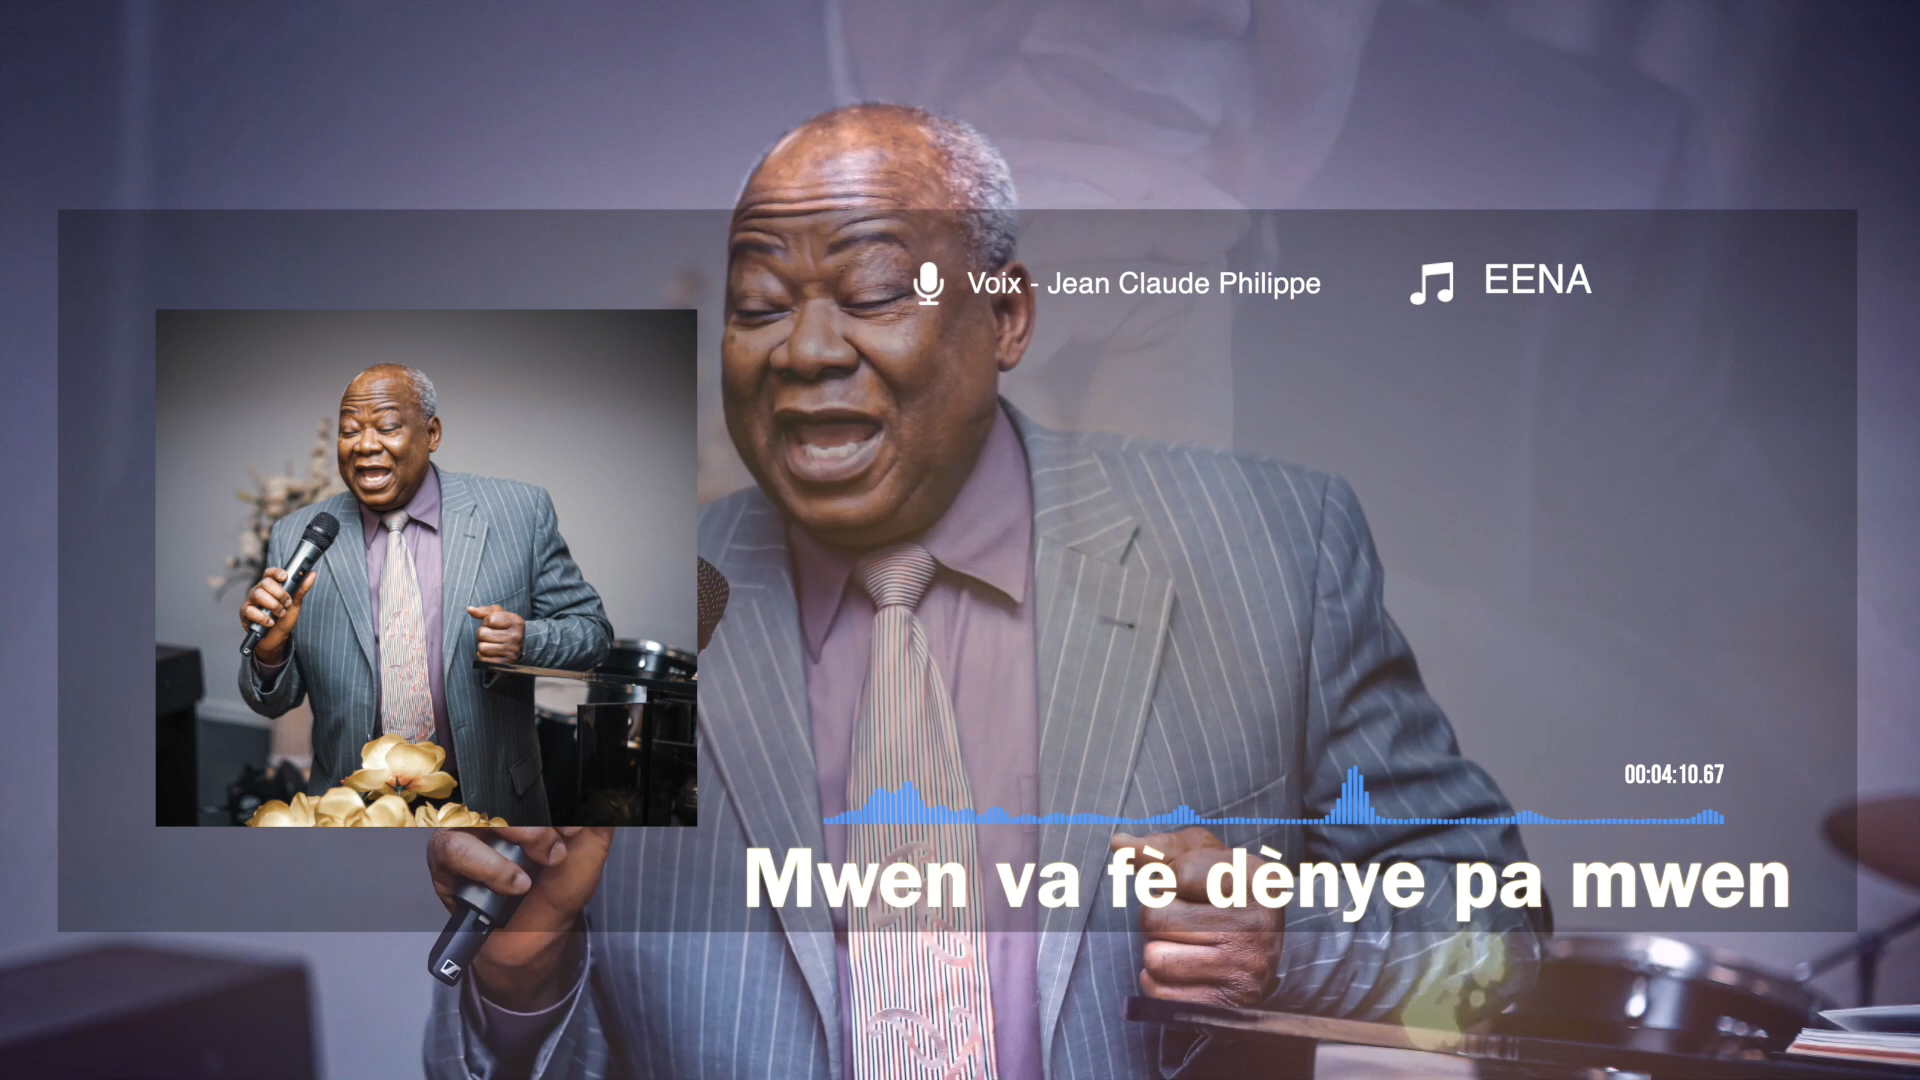 Voix - Jean Claude Philippe
EENA
00:04:10.67
Mwen va fè dènye pa mwen